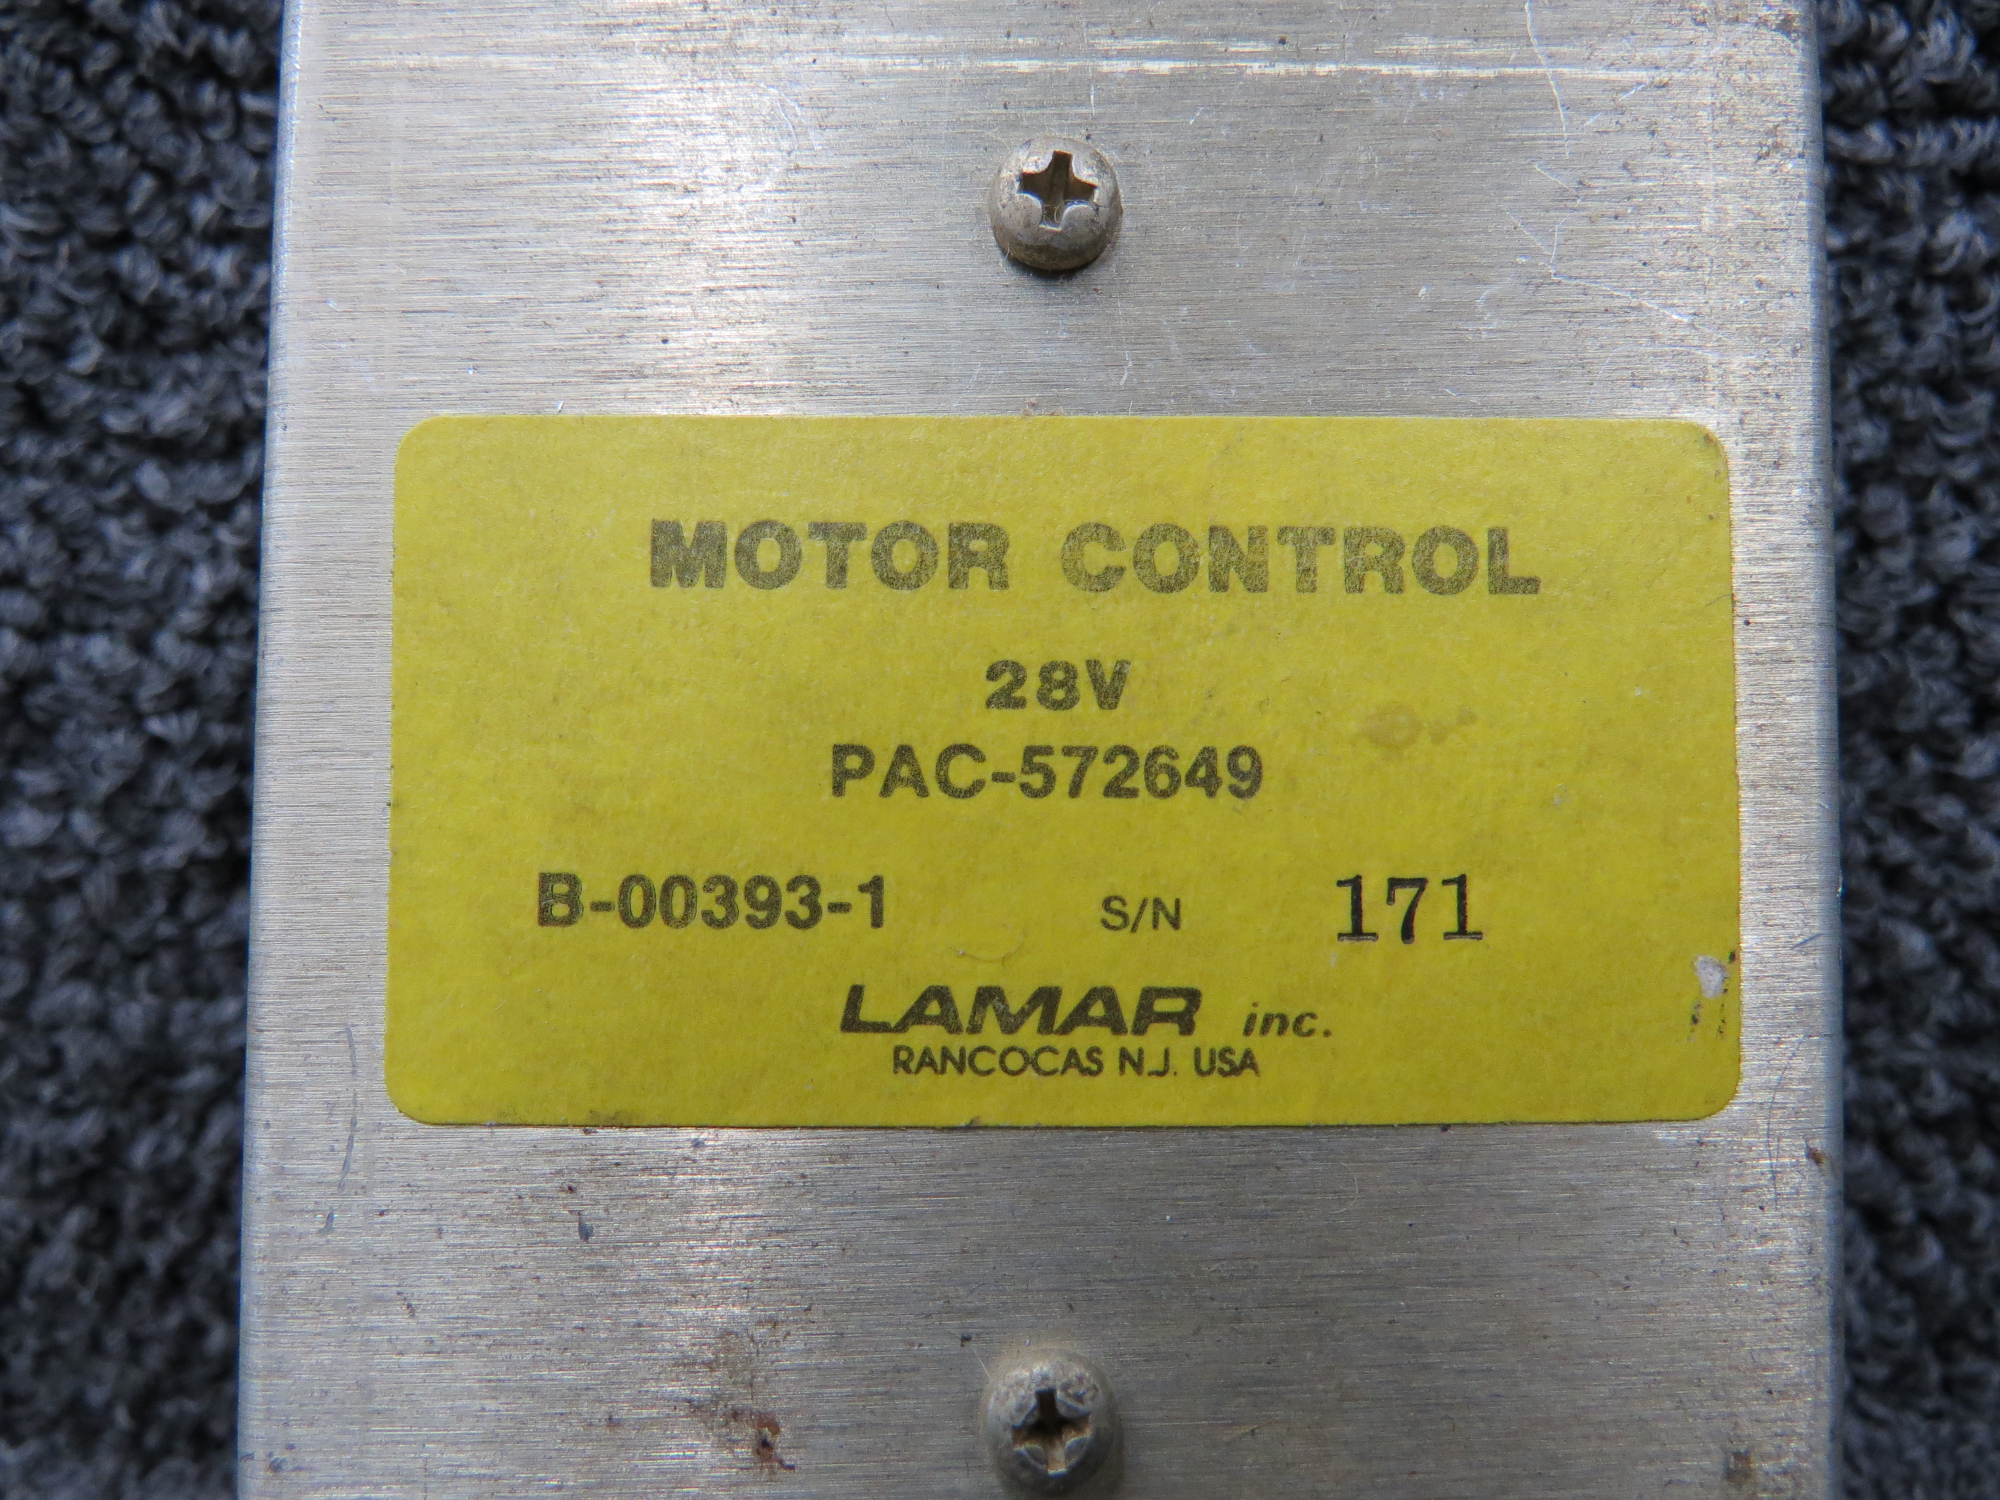 MOTOR CONTROL
28V
PAC-572649
B-00393-1 S/N 171
LAMAR inc.
RANCOCAS N.J. USA